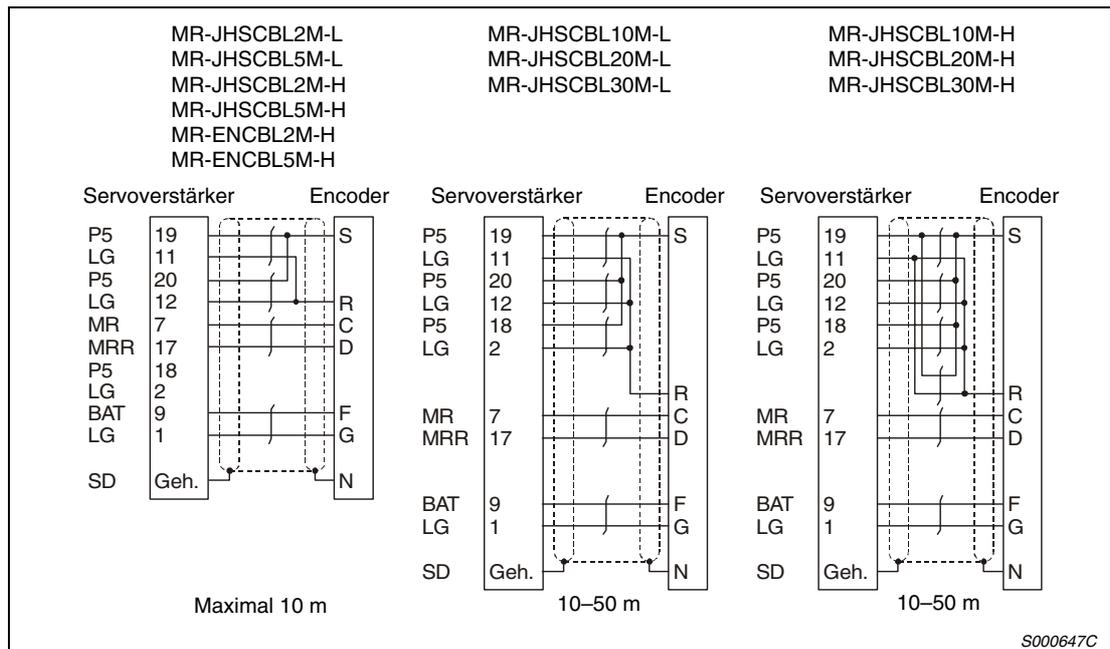 MR-JHSCBL2M-L
MR-JHSCBL5M-L
MR-JHSCBL2M-H
MR-JHSCBL5M-H
MR-ENCBL2M-H
MR-ENCBL5M-H
Servoverstärker Encoder
P5 19 S
LG 11
P5 20
LG 12 R
MR 7 C
MRR 17 D
P5 18
LG 2
BAT 9 F
LG 1 G
SD Geh. N
Maximal 10 m
MR-JHSCBL10M-L
MR-JHSCBL20M-L
MR-JHSCBL30M-L
Servoverstärker Encoder
P5 19 S
LG 11
P5 20
LG 12
P5 18
LG 2
R
MR 7 C
MRR 17 D
BAT 9 F
LG 1 G
SD Geh. N
10–50 m
MR-JHSCBL10M-H
MR-JHSCBL20M-H
MR-JHSCBL30M-H
Servoverstärker Encoder
P5 19 S
LG 11
P5 20
LG 12
P5 18
LG 2
R
MR 7 C
MRR 17 D
BAT 9 F
LG 1 G
SD Geh. N
10–50 m
S000647C